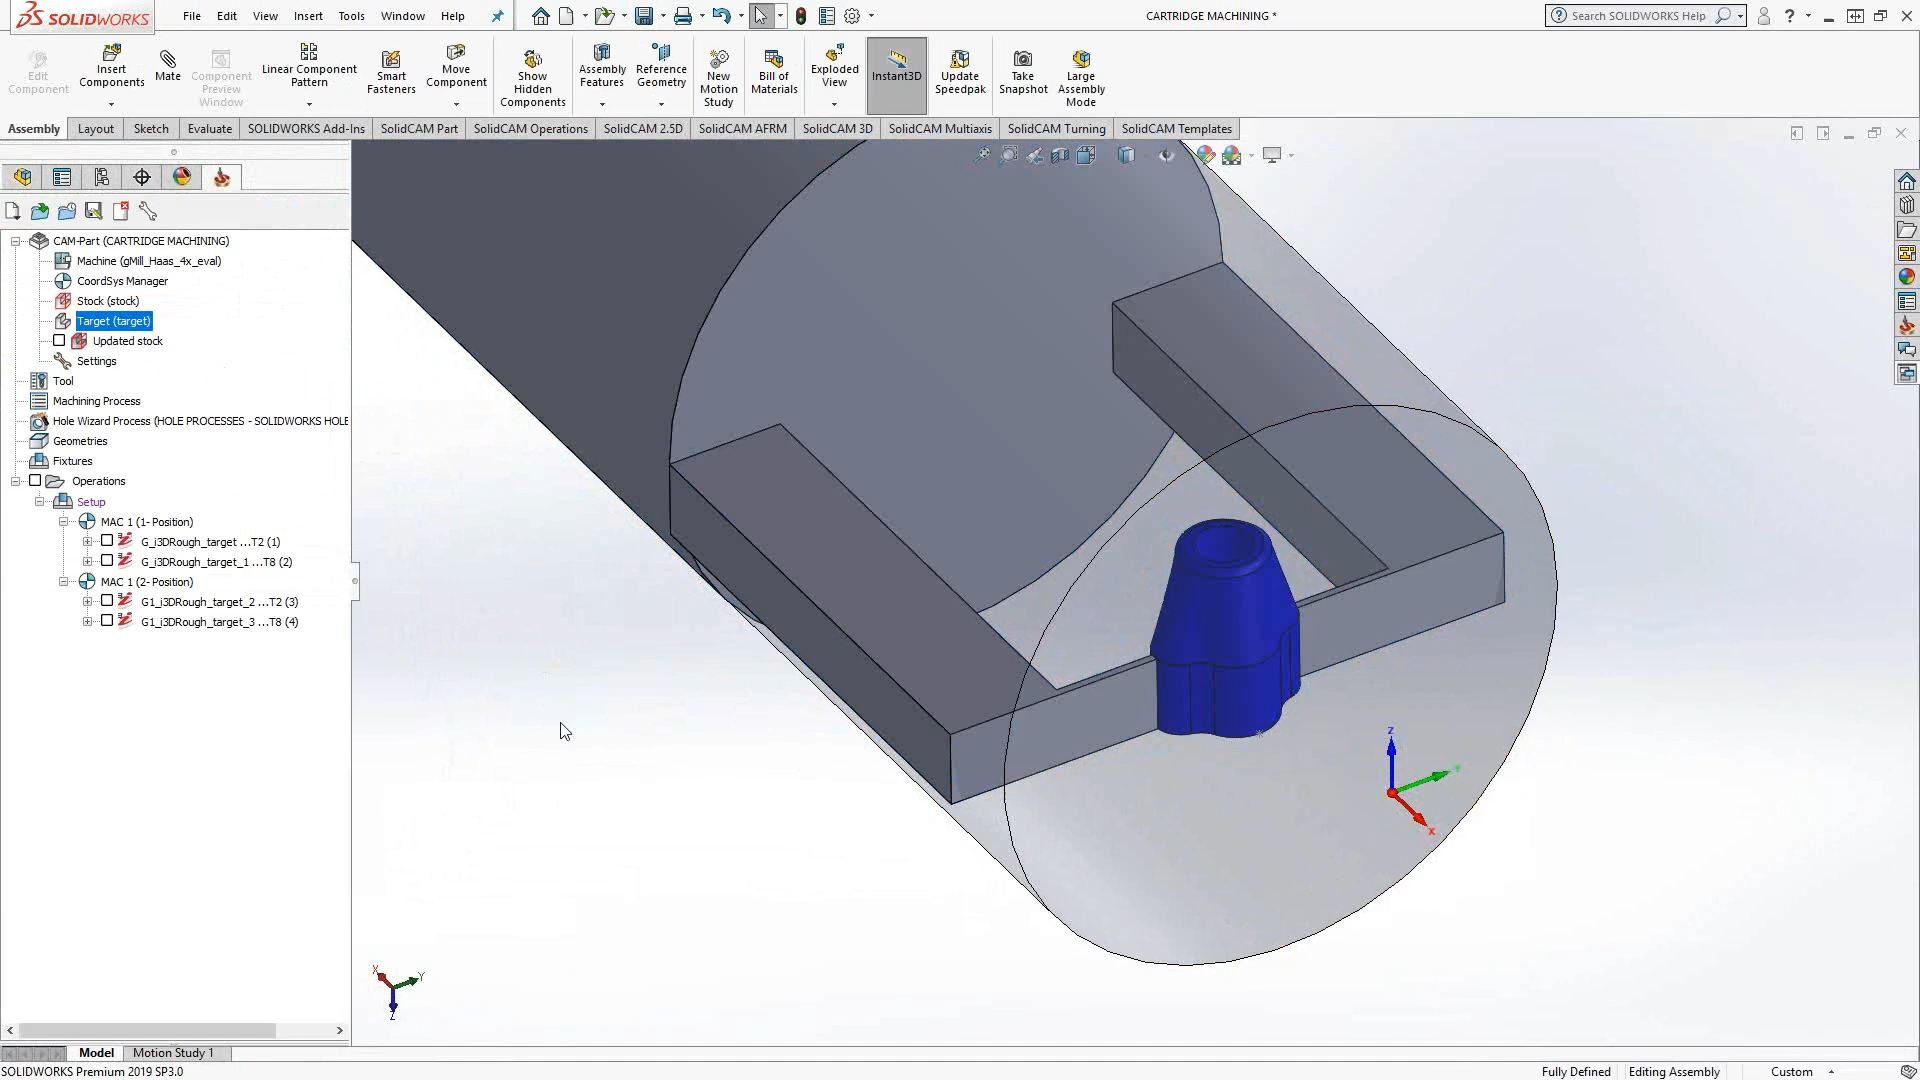 SOLIDWORKS
File Edit View Insert Tools Window Help
CARTRIDGE MACHINING *
Search SOLIDWORKS Help
Edit Component
Insert Components
Mate
Component Preview Window
Linear Component Pattern
Smart Fasteners
Move Component
Show Hidden Components
Assembly Features
Reference Geometry
New Motion Study
Bill of Materials
Exploded View
Instant3D
Update Speedpak
Take Snapshot
Large Assembly Mode
Assembly Layout Sketch Evaluate SOLIDWORKS Add-Ins SolidCAM Part SolidCAM Operations SolidCAM 2.5D SolidCAM AFRM SolidCAM 3D SolidCAM Multiaxis SolidCAM Turning SolidCAM Templates
CAM-Part (CARTRIDGE MACHINING)
Machine (gMill_Haas_4x_eval)
CoordSys Manager
Stock (stock)
Target (target)
Updated stock
Settings
Tool
Machining Process
Hole Wizard Process (HOLE PROCESSES - SOLIDWORKS HOLE
Geometries
Fixtures
Operations
Setup
MAC 1 (1- Position)
G_i3DRough_target ...T2 (1)
G_i3DRough_target_1 ...T8 (2)
MAC 1 (2- Position)
G1_i3DRough_target_2 ...T2 (3)
G1_i3DRough_target_3 ...T8 (4)
Z
X
X
Y
Z
Model Motion Study 1
SOLIDWORKS Premium 2019 SP3.0
Fully Defined Editing Assembly Custom